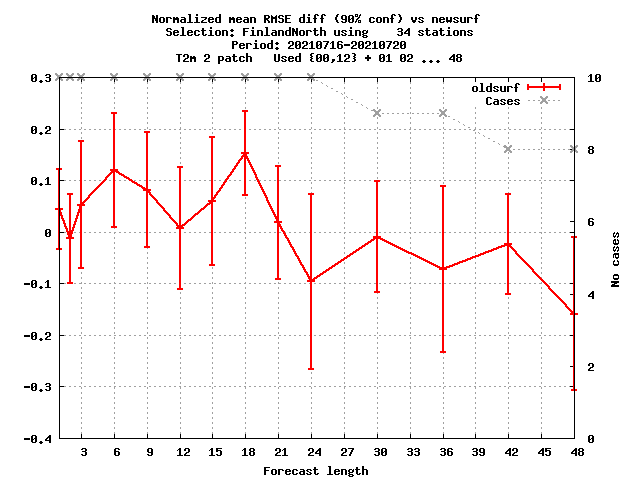 Normalized mean RMSE diff (90% conf) vs newsurf
Selection: FinlandNorth using    34 stations
Period: 20210716-20210720
T2m 2 patch   Used {00,12} + 01 02 ... 48
oldsurf
Cases
0.3
0.2
0.1
0
-0.1
-0.2
-0.3
-0.4
10
8
6
4
2
0
No cases
3 6 9 12 15 18 21 24 27 30 33 36 39 42 45 48
Forecast length